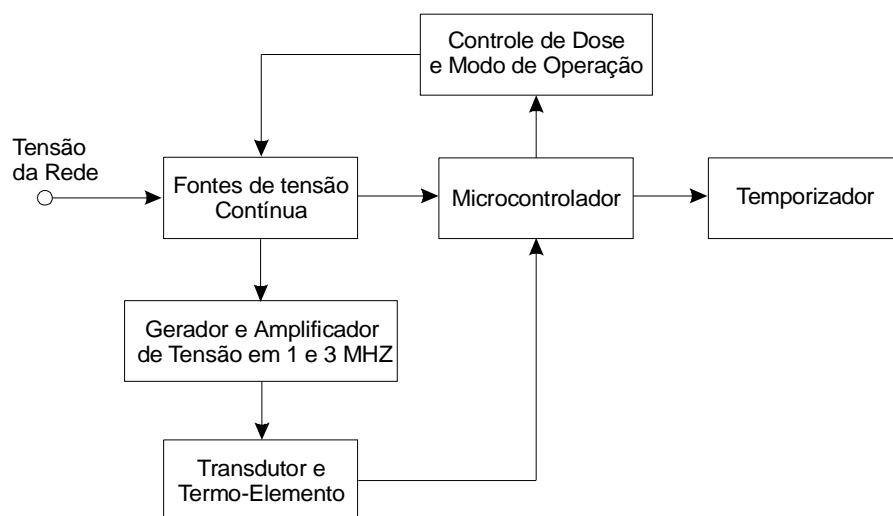 Controle de Dose
e Modo de Operação
Tensão
da Rede
Fontes de tensão
Contínua
Microcontrolador
Temporizador
Gerador e Amplificador
de Tensão em 1 e 3 MHZ
Transdutor e
Termo-Elemento